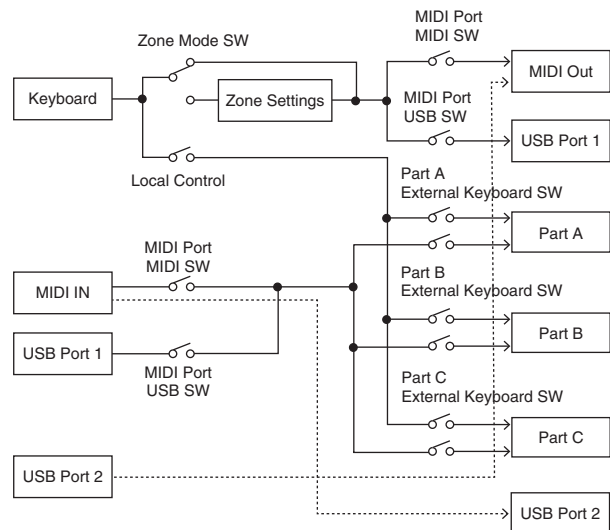 Zone Mode SW
MIDI Port
MIDI SW
Keyboard
Zone Settings
MIDI Out
MIDI Port
USB SW
USB Port 1
Local Control
Part A
External Keyboard SW
Part A
MIDI Port
MIDI SW
MIDI IN
Part B
External Keyboard SW
Part B
USB Port 1
MIDI Port
USB SW
Part C
External Keyboard SW
Part C
USB Port 2
USB Port 2